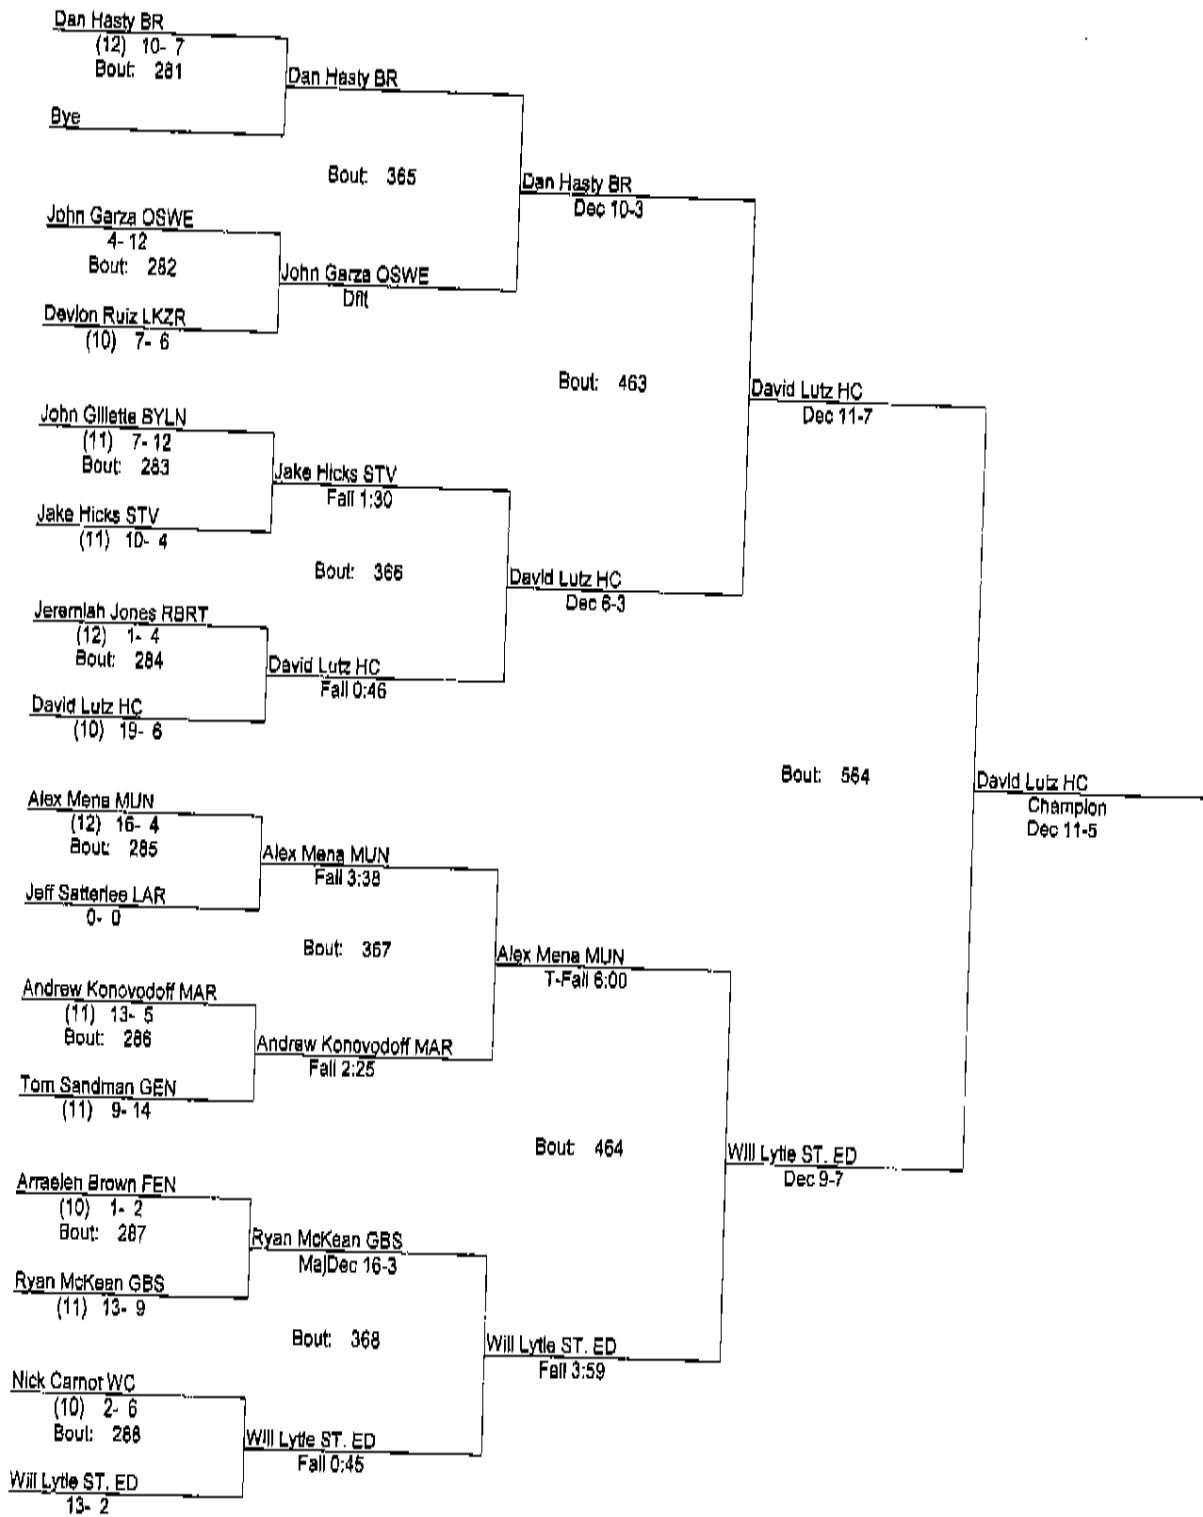 Dan Hasty BR
(12) 10- 7
Bout: 281
Dan Hasty BR
Bye
Bout: 365
Dan Hasty BR
Dec 10-3
John Garza OSWE
4- 12
Bout: 282
John Garza OSWE
Dflt
Devion Ruiz LKZR
(10) 7- 6
Bout: 463
David Lutz HC
Dec 11-7
John Gillette BYLN
(11) 7- 12
Bout: 283
Jake Hicks STV
Fall 1:30
Jake Hicks STV
(11) 10- 4
Bout: 366
David Lutz HC
Dec 6-3
Jeremiah Jones RBRT
(12) 1- 4
Bout: 284
David Lutz HC
Fall 0:46
David Lutz HC
(10) 19- 6
Bout: 564
David Lutz HC
Champion
Dec 11-5
Alex Mena MUN
(12) 16- 4
Bout: 285
Alex Mena MUN
Fall 3:38
Jeff Satterlee LAR
0- 0
Bout: 367
Alex Mena MUN
T-Fall 6:00
Andrew Konovodoff MAR
(11) 13- 5
Bout: 286
Andrew Konovodoff MAR
Fall 2:25
Tom Sandman GEN
(11) 9- 14
Bout: 464
Will Lytle ST. ED
Dec 9-7
Arraelen Brown FEN
(10) 1- 2
Bout: 287
Ryan McKean GBS
MajDec 16-3
Ryan McKean GBS
(11) 13- 9
Bout: 368
Will Lytle ST. ED
Fall 3:59
Nick Carnot WC
(10) 2- 6
Bout: 288
Will Lytle ST. ED
Fall 0:45
Will Lytle ST. ED
13- 2